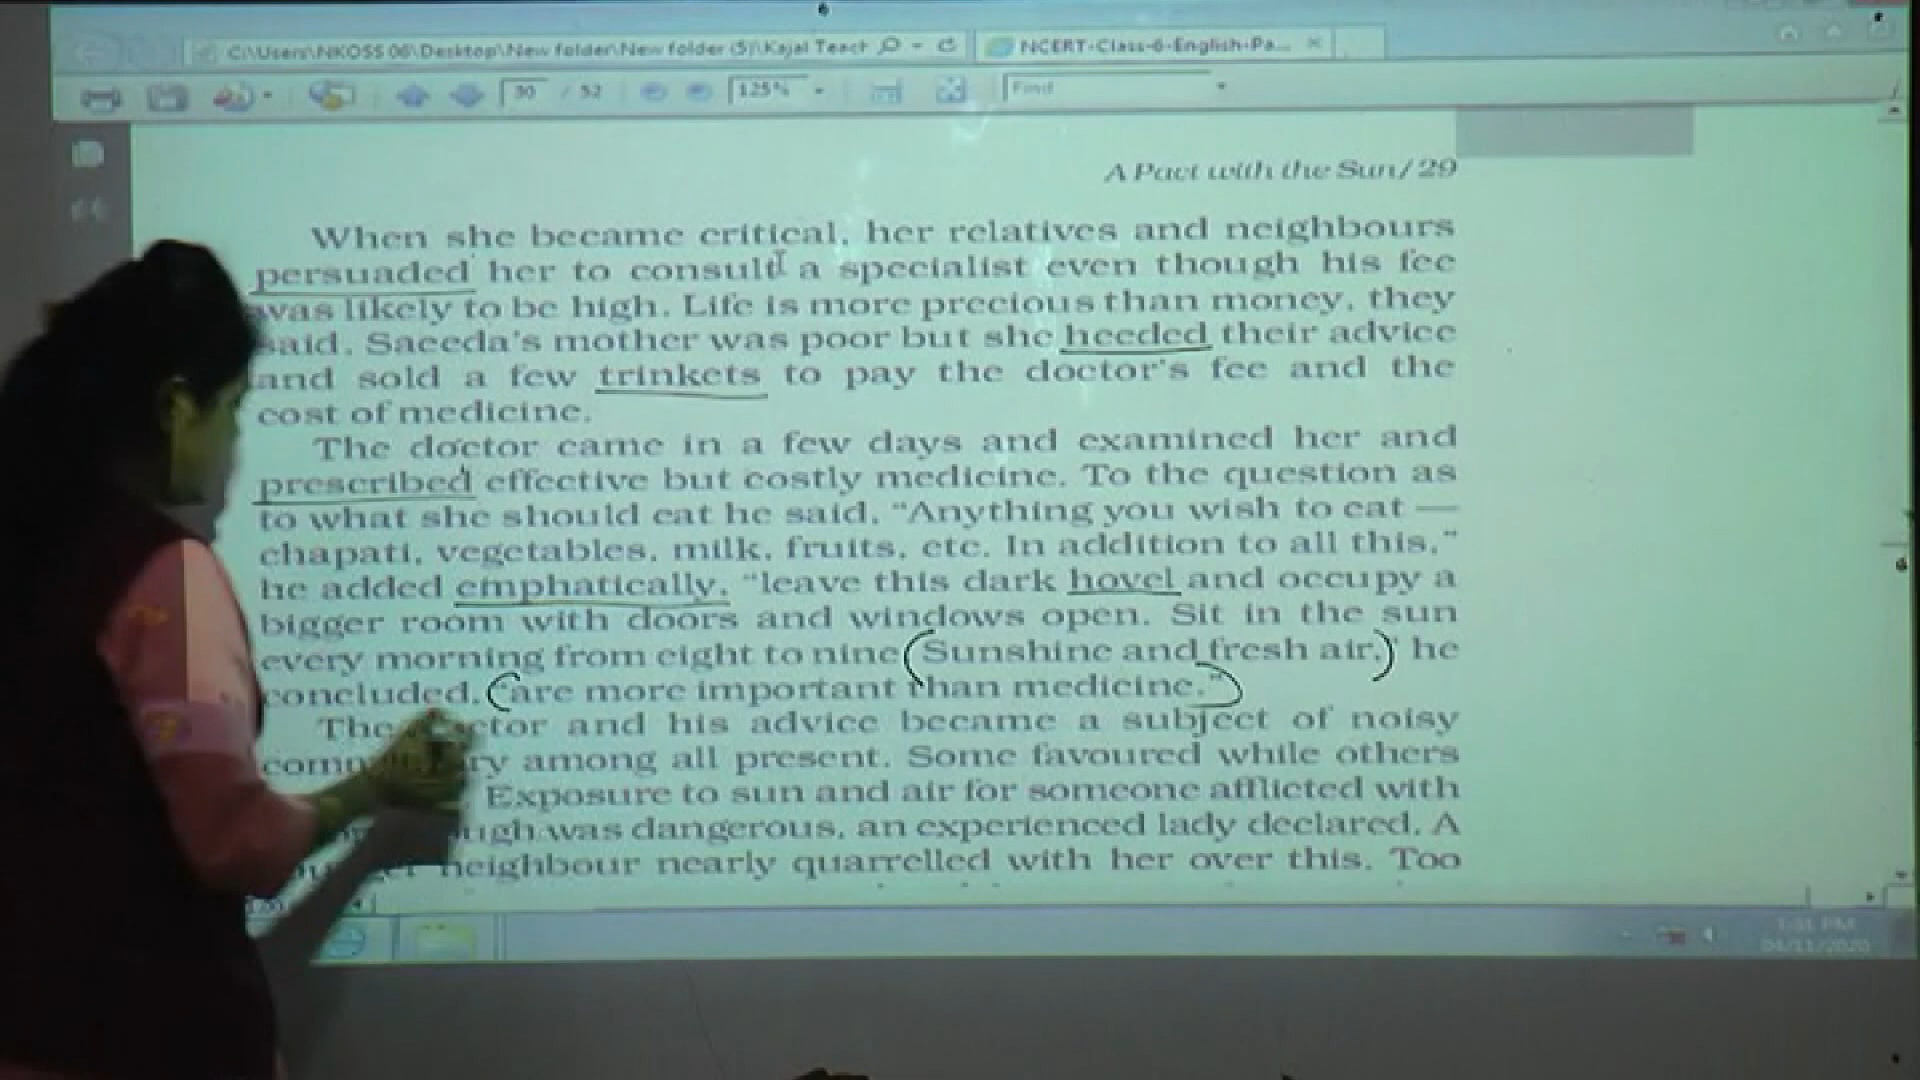 C:\Users\NKOSS 06\Desktop\New folder\New folder (5)\Kajal Teach
NCERT-Class-6-English-Pa...
30 / 52
125%
Find
A Pact with the Sun/29
When she became critical, her relatives and neighbours
persuaded her to consult a specialist even though his fee
was likely to be high. Life is more precious than money, they
said. Saeeda's mother was poor but she heeded their advice
and sold a few trinkets to pay the doctor's fee and the
cost of medicine.
The doctor came in a few days and examined her and
prescribed effective but costly medicine. To the question as
to what she should eat he said, “Anything you wish to eat —
chapati, vegetables, milk, fruits, etc. In addition to all this,”
he added emphatically, “leave this dark hovel and occupy a
bigger room with doors and windows open. Sit in the sun
every morning from eight to nine. Sunshine and fresh air,” he
concluded, “are more important than medicine.”
The doctor and his advice became a subject of noisy
among all present. Some favoured while others
Exposure to sun and air for someone afflicted with
was dangerous, an experienced lady declared. A
neighbour nearly quarrelled with her over this. Too
1:31 PM
04/11/2020